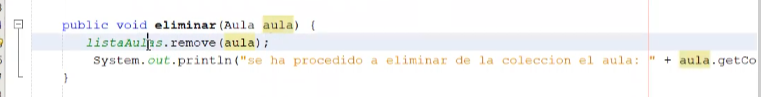 public void eliminar(Aula aula) {
listaAulas.remove(aula);
System.out.println("se ha procedido a eliminar de la coleccion el aula: " + aula.getCo
}